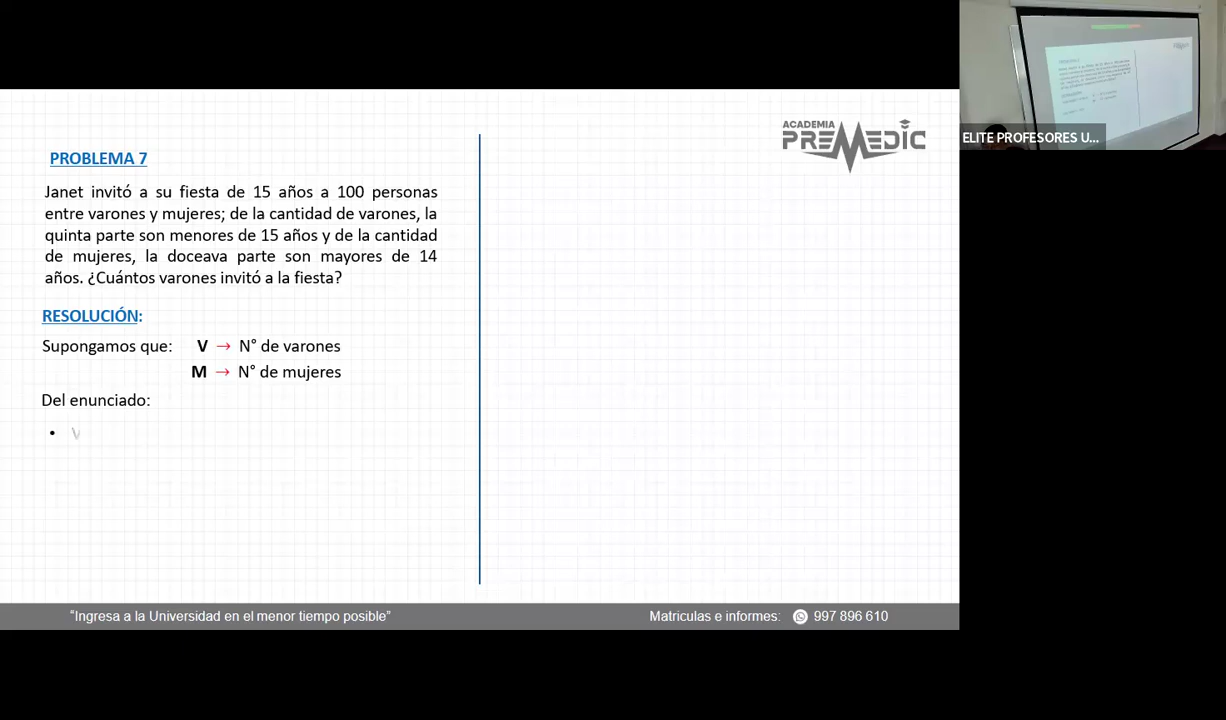 ACADEMIA
PREMEDIC
ELITE PROFESORES U...
PROBLEMA 7
Janet invitó a su fiesta de 15 años a 100 personas
entre varones y mujeres; de la cantidad de varones, la
quinta parte son menores de 15 años y de la cantidad
de mujeres, la doceava parte son mayores de 14
años. ¿Cuántos varones invitó a la fiesta?
RESOLUCIÓN:
Supongamos que: V → N° de varones
M → N° de mujeres
Del enunciado:
• V
“Ingresa a la Universidad en el menor tiempo posible”
Matriculas e informes: 997 896 610